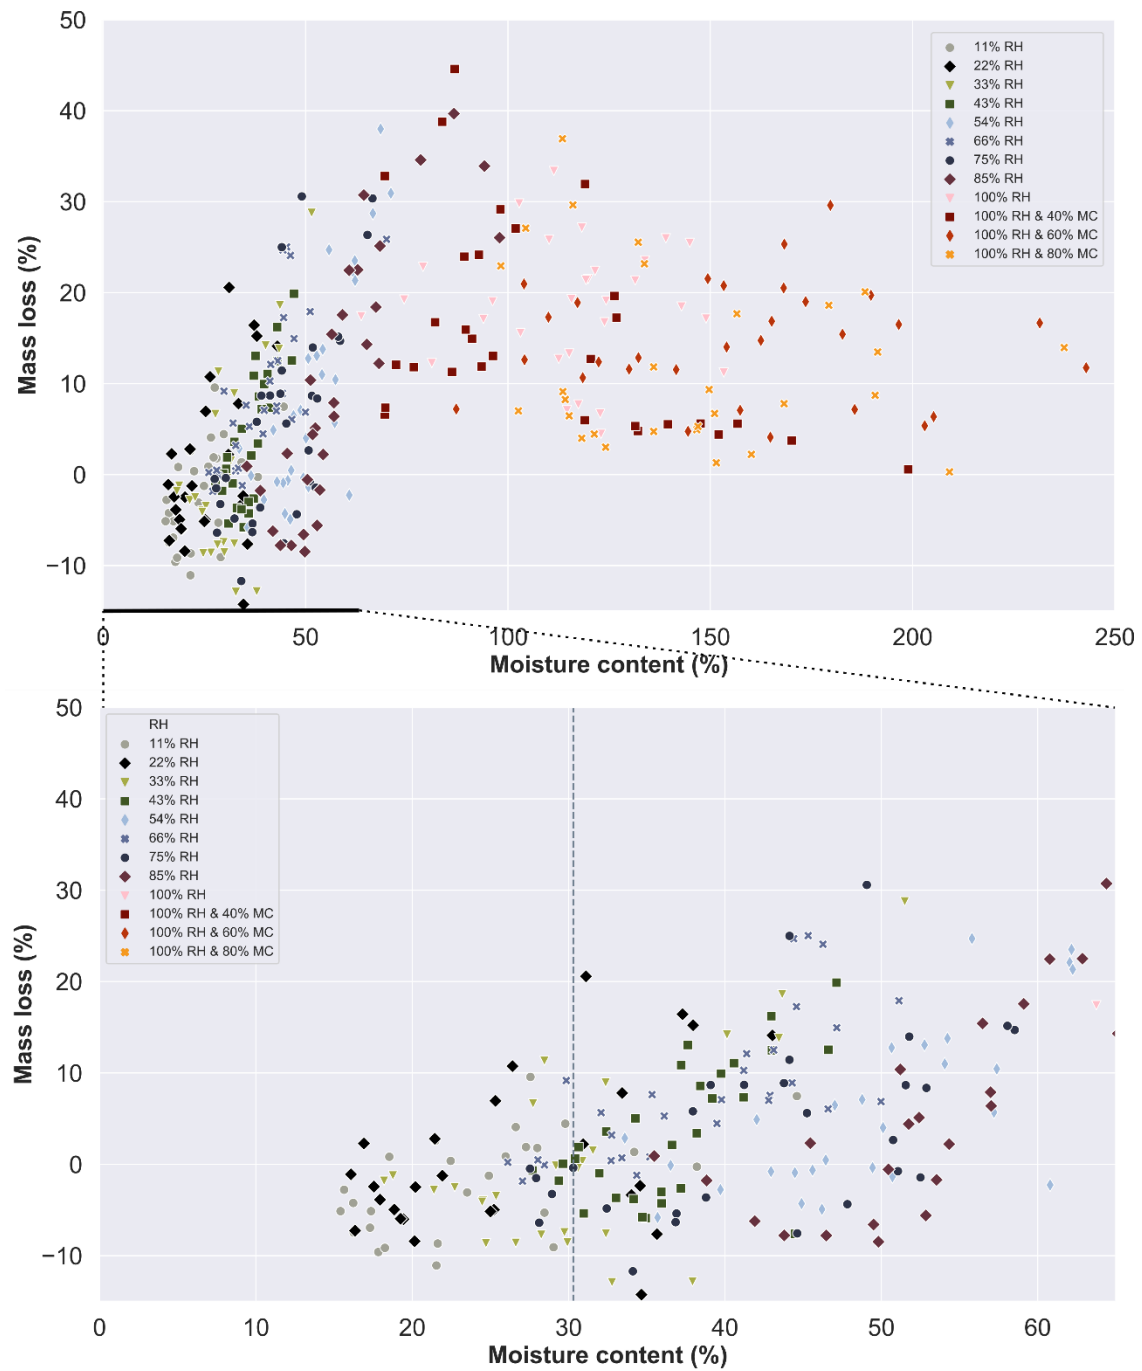 50
40
30
20
10
0
−10
Mass loss (%)
11% RH
22% RH
33% RH
43% RH
54% RH
66% RH
75% RH
85% RH
100% RH
100% RH & 40% MC
100% RH & 60% MC
100% RH & 80% MC
0
50
100
150
200
250
Moisture content (%)
50
40
30
20
10
0
−10
Mass loss (%)
RH
11% RH
22% RH
33% RH
43% RH
54% RH
66% RH
75% RH
85% RH
100% RH
100% RH & 40% MC
100% RH & 60% MC
100% RH & 80% MC
0
10
20
30
40
50
60
Moisture content (%)